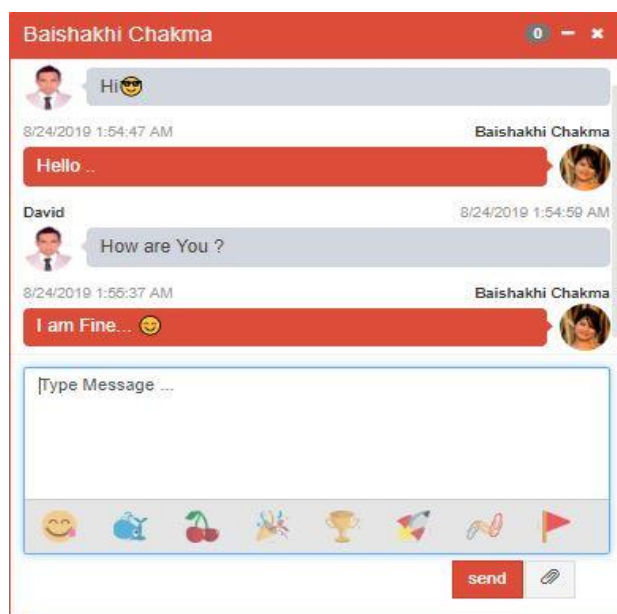 Baishakhi Chakma 0
Hi😎
8/24/2019 1:54:47 AM Baishakhi Chakma
Hello ..
David 8/24/2019 1:54:59 AM
How are You ?
8/24/2019 1:55:37 AM Baishakhi Chakma
I am Fine... 😊
Type Message ...
send